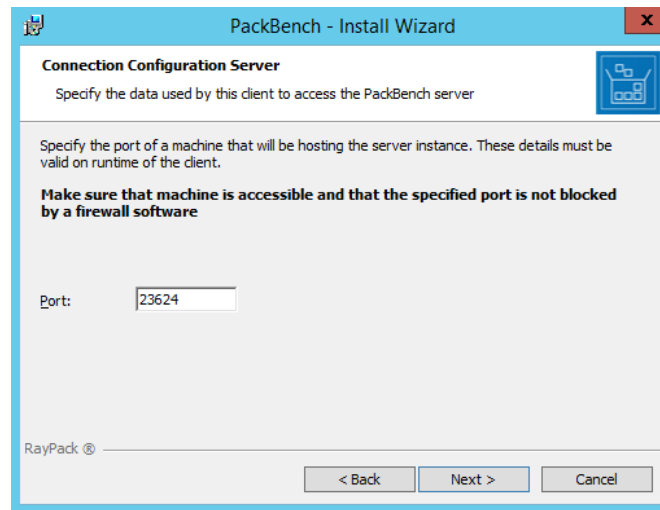 PackBench - Install Wizard
x
Connection Configuration Server
Specify the data used by this client to access the PackBench server
Specify the port of a machine that will be hosting the server instance. These details must be
valid on runtime of the client.
Make sure that machine is accessible and that the specified port is not blocked
by a firewall software
Port: 23624
RayPack ®
< Back Next > Cancel